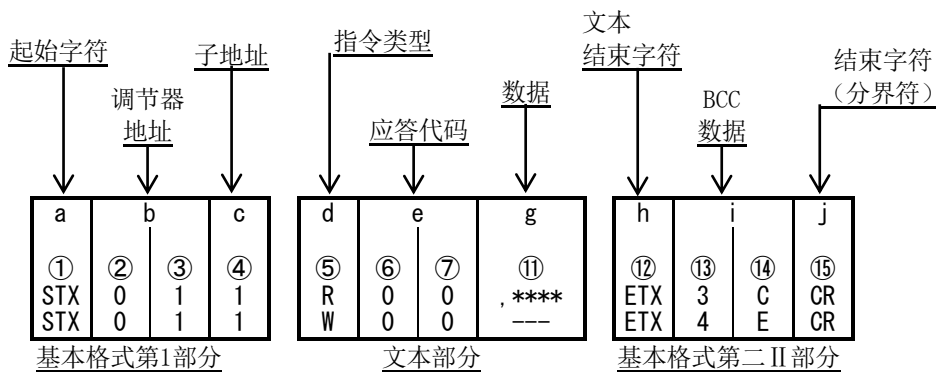 起始字符
调节器
地址
子地址
指令类型
应答代码
数据
文本
结束字符
BCC
数据
结束字符
（分界符）
a b c d e g h i j
① ② ③ ④ ⑤ ⑥ ⑦ ⑪ ⑫ ⑬ ⑭ ⑮
STX 0 1 1 R 0 0 , **** ETX 3 C CR
STX 0 1 1 W 0 0 --- ETX 4 E CR
基本格式第1部分 文本部分 基本格式第二Ⅱ部分